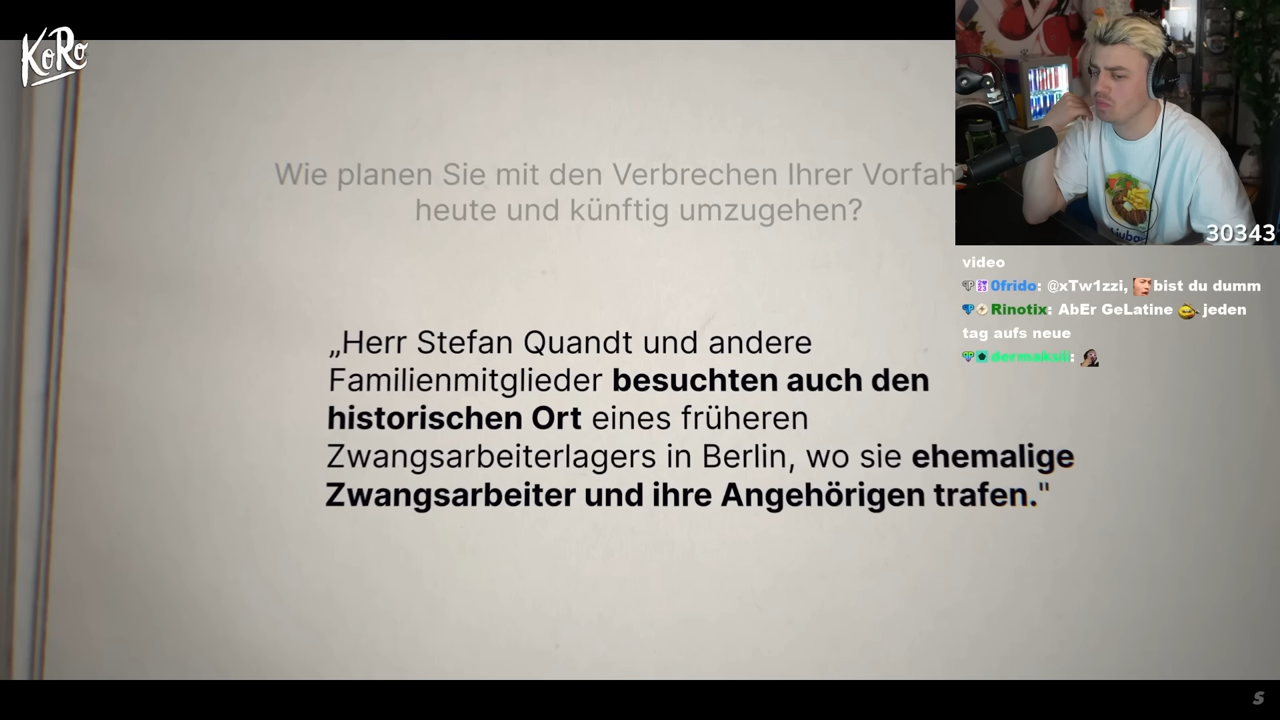 KoRo
Wie planen Sie mit den Verbrechen Ihrer Vorfah
heute und künftig umzugehen?
„Herr Stefan Quandt und andere
Familienmitglieder besuchten auch den
historischen Ort eines früheren
Zwangsarbeiterlagers in Berlin, wo sie ehemalige
Zwangsarbeiter und ihre Angehörigen trafen."
30343
video
0frido: @xTw1zzi, bist du dumm
Rinotix: AbEr GeLatine jeden
tag aufs neue
S